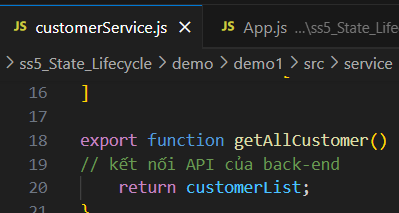 JS customerService.js JS App.js ...\ss5_State_Life
> ss5_State_Lifecycle > demo > demo1 > src > service
16 ]
17
18 export function getAllCustomer()
19 // kết nối API của back-end
20 return customerList;
21 }